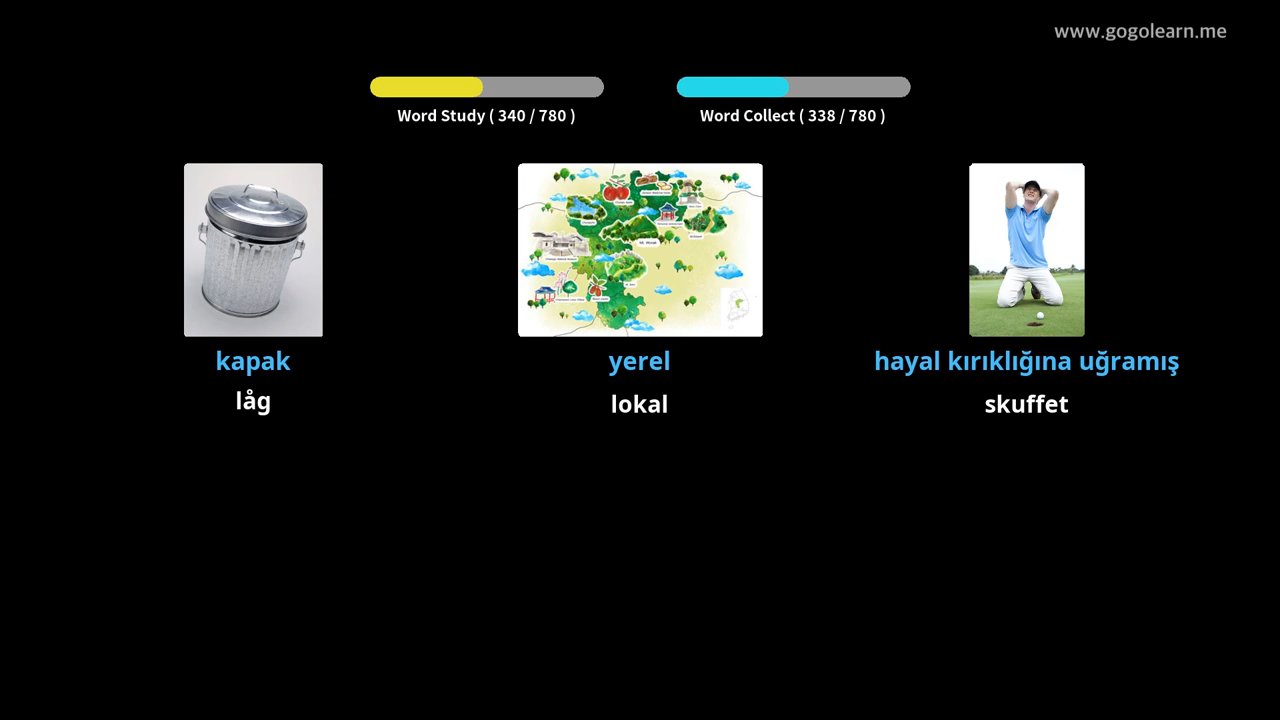 www.gogolearn.me
Word Study ( 340 / 780 )
Word Collect ( 338 / 780 )
kapak
yerel
hayal kırıklığına uğramış
låg
lokal
skuffet